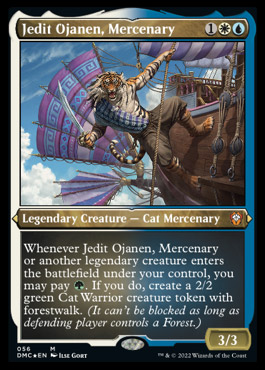 Jedit Ojanen, Mercenary 1
Legendary Creature — Cat Mercenary
Whenever Jedit Ojanen, Mercenary
or another legendary creature enters
the battlefield under your control, you
may pay . If you do, create a 2/2
green Cat Warrior creature token with
forestwalk. (It can't be blocked as long as
defending player controls a Forest.)
3/3
056 M
DMC EN ILSE GORT
™ & © 2022 Wizards of the Coast